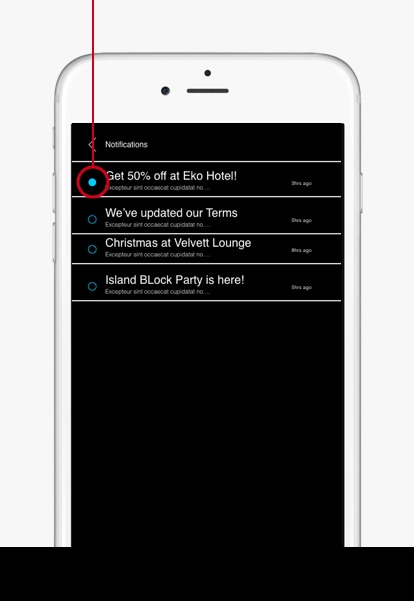 Notifications
Get 50% off at Eko Hotel!
Excepteur sint occaecat cupidatat no....
3hrs ago
We've updated our Terms
Excepteur sint occaecat cupidatat no....
5hrs ago
Christmas at Velvett Lounge
Excepteur sint occaecat cupidatat no....
8hrs ago
Island BLock Party is here!
Excepteur sint occaecat cupidatat no....
5hrs ago